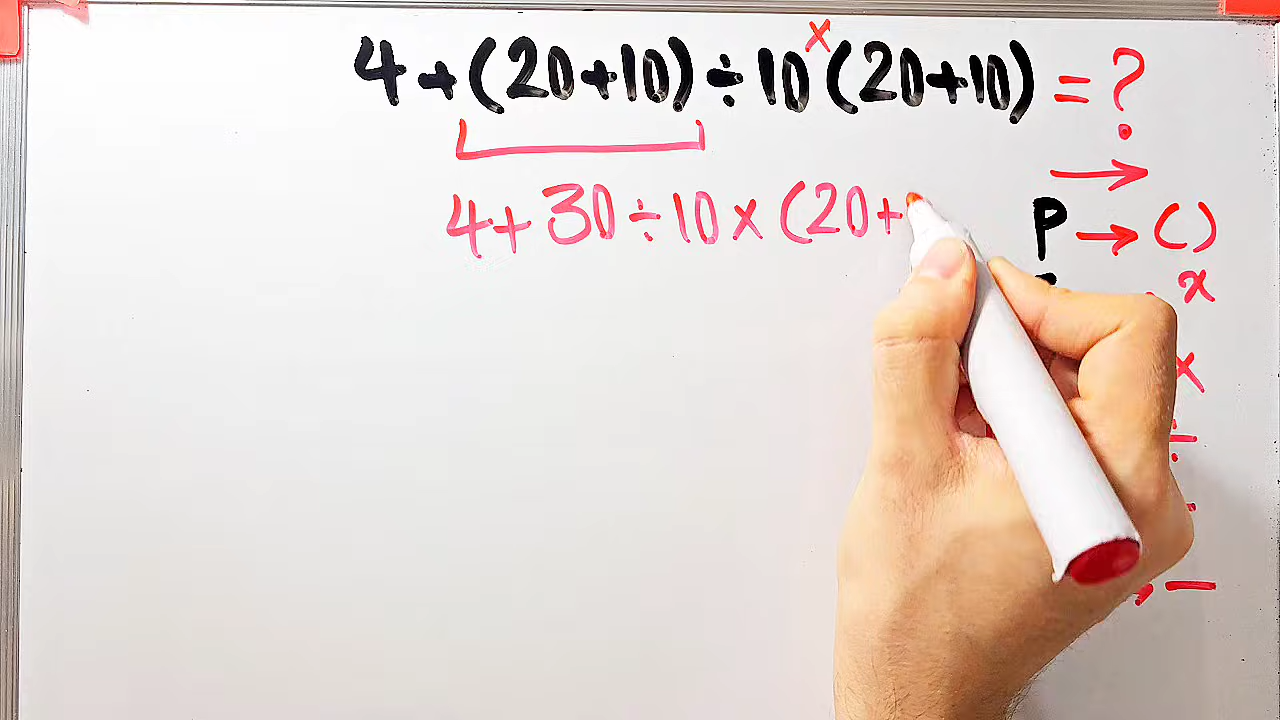 4+(20+10)÷10×(20+10) = ?
→
4+30÷10×(20+
P → ()
x
×
÷
−